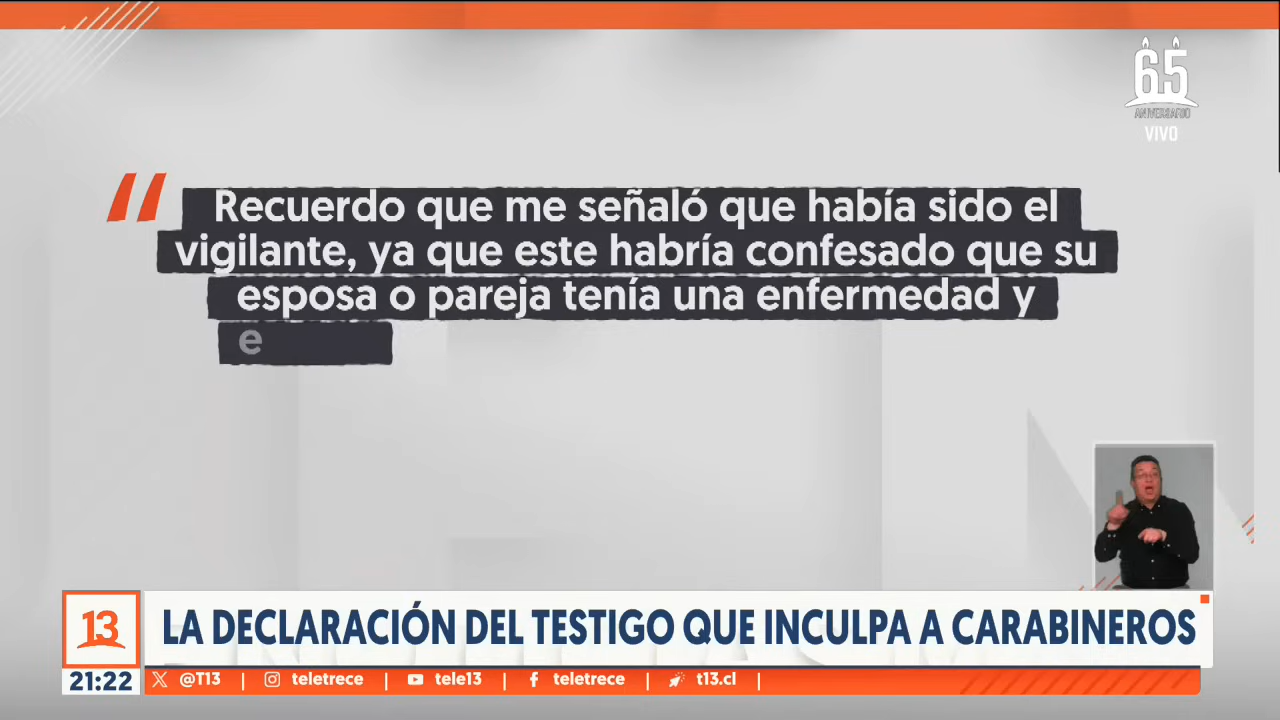 65
ANIVERSARIO
VIVO
“ Recuerdo que me señaló que había sido el
vigilante, ya que este habría confesado que su
esposa o pareja tenía una enfermedad y
e
13 LA DECLARACIÓN DEL TESTIGO QUE INCULPA A CARABINEROS
21:22 @T13 | teletrece | tele13 | teletrece | t13.cl |